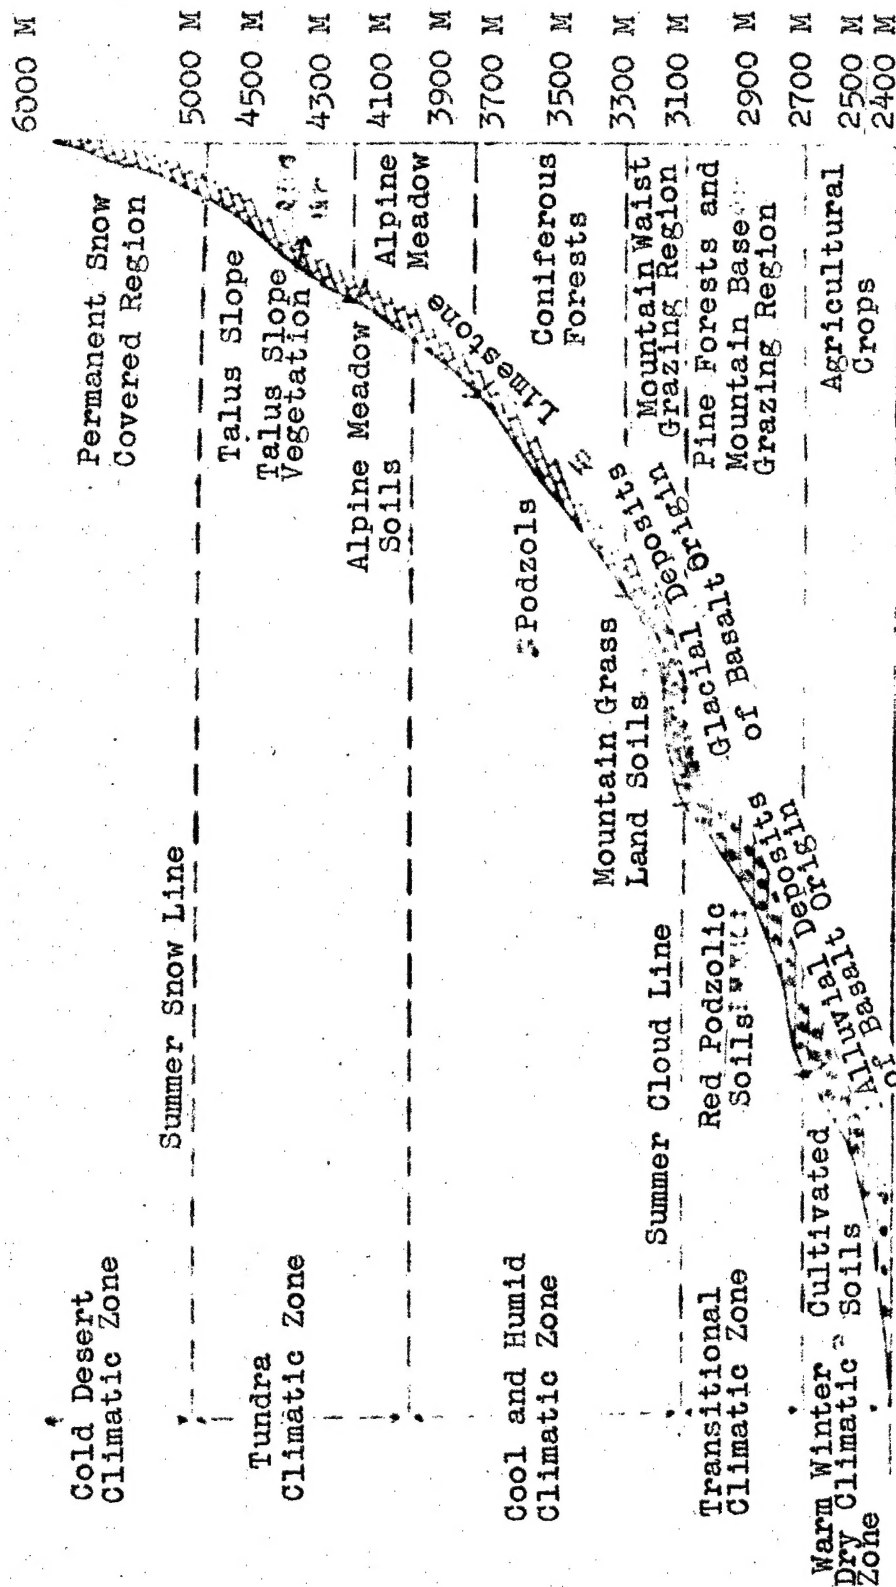 6000 M
5000 M
4500 M
4300 M
4100 M
3900 M
3700 M
3500 M
3300 M
3100 M
2900 M
2700 M
2500 M
2400 M
Permanent Snow
Covered Region
Talus Slope
Talus Slope
Vegetation
Alpine
Meadow
Alpine Meadow
Soils
Coniferous
Forests
Limestone
Mountain Waist
Grazing Region
Pine Forests and
Mountain Base
Grazing Region
Agricultural
Crops
Podzols
Mountain Grass
Land Soils
Glacial Deposits
of Basalt Origin
Summer Snow Line
Summer Cloud Line
Red Podzolic
Soils
Alluvial Deposits
of Basalt Origin
Cultivated
Soils
Cold Desert
Climatic Zone
Tundra
Climatic Zone
Cool and Humid
Climatic Zone
Transitional
Climatic Zone
Warm Winter
Dry Climatic
Zone